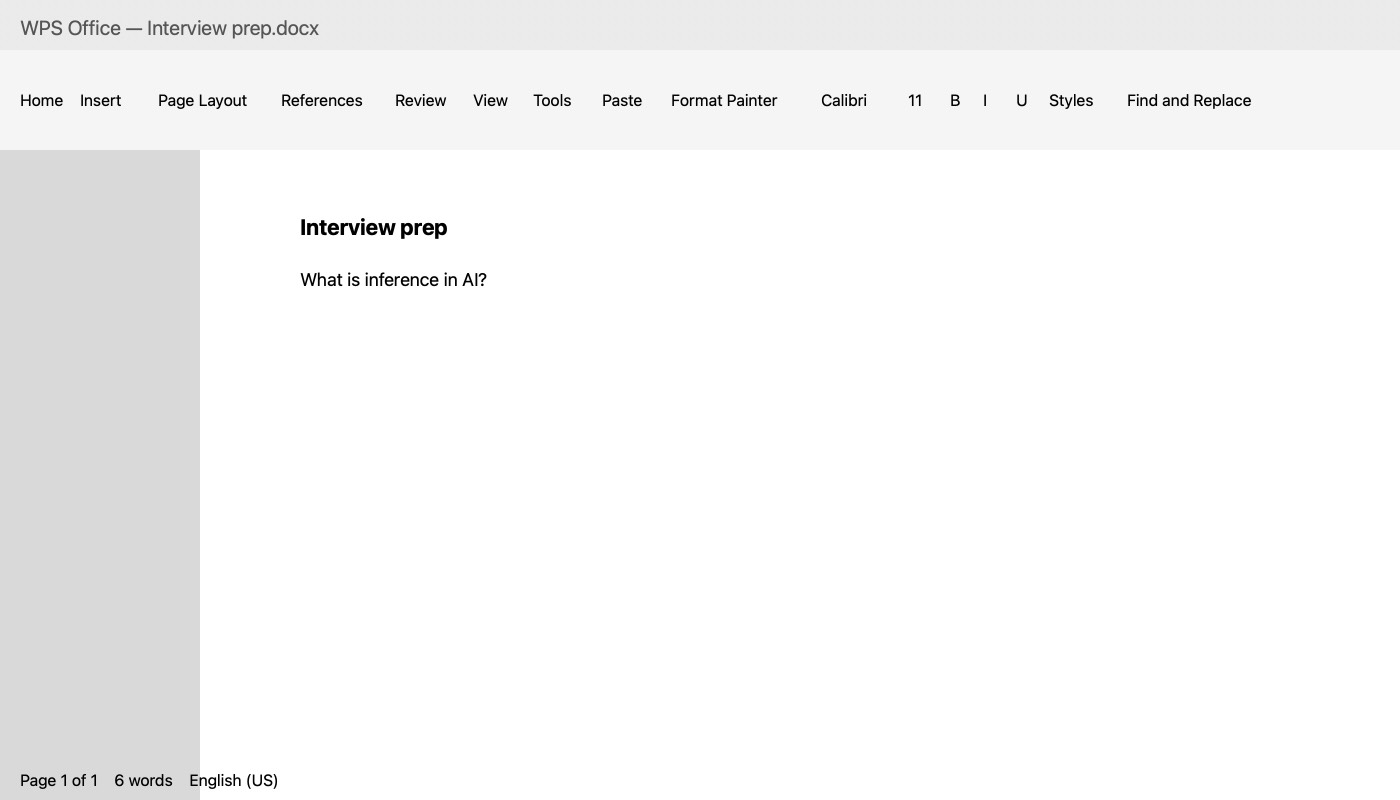 WPS Office — Interview prep.docx
Home Insert Page Layout References Review View Tools Paste Format Painter Calibri 11 B I U Styles Find and Replace
Interview prep
What is inference in AI?
Page 1 of 1 6 words English (US)